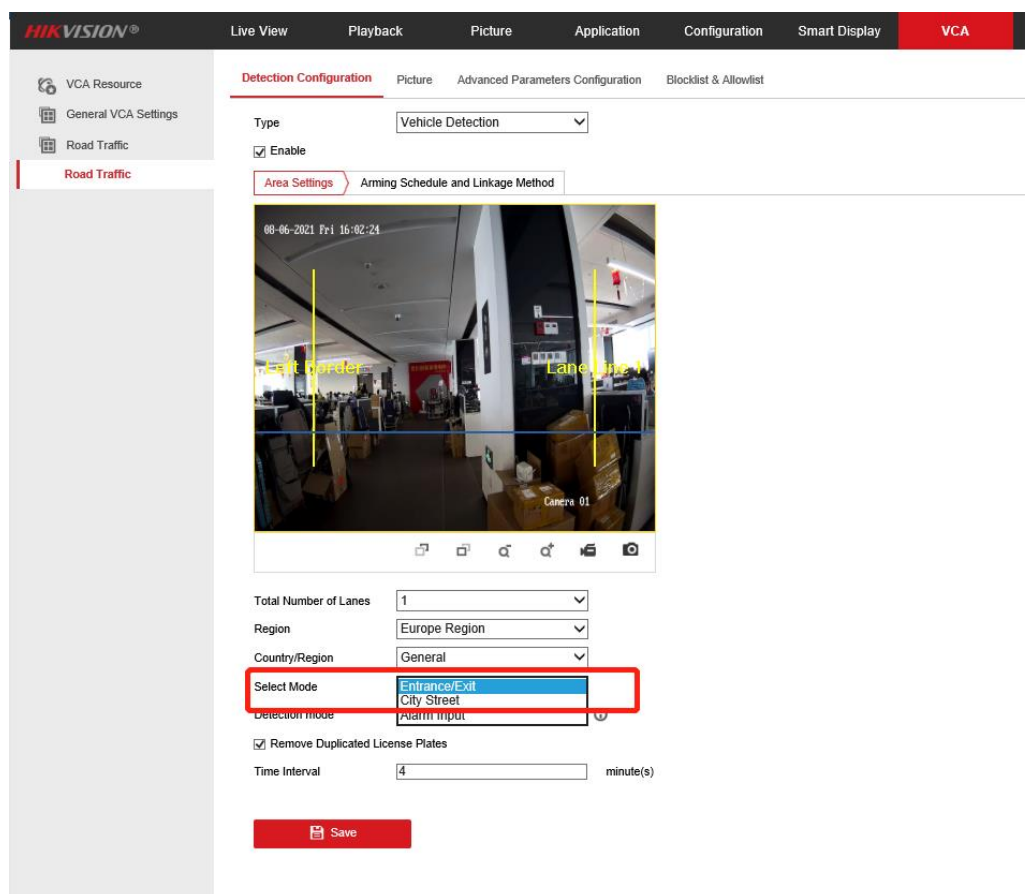 HIKVISION®
Live View Playback Picture Application Configuration Smart Display VCA
VCA Resource
General VCA Settings
Road Traffic
Road Traffic
Detection Configuration Picture Advanced Parameters Configuration Blocklist & Allowlist
Type Vehicle Detection
Enable
Area Settings Arming Schedule and Linkage Method
08-06-2021 Fri 16:02:24
Left Border Lane Line 1
Camera 01
Total Number of Lanes 1
Region Europe Region
Country/Region General
Select Mode Entrance/Exit
City Street
Detection mode Alarm Input
Remove Duplicated License Plates
Time Interval 4 minute(s)
Save